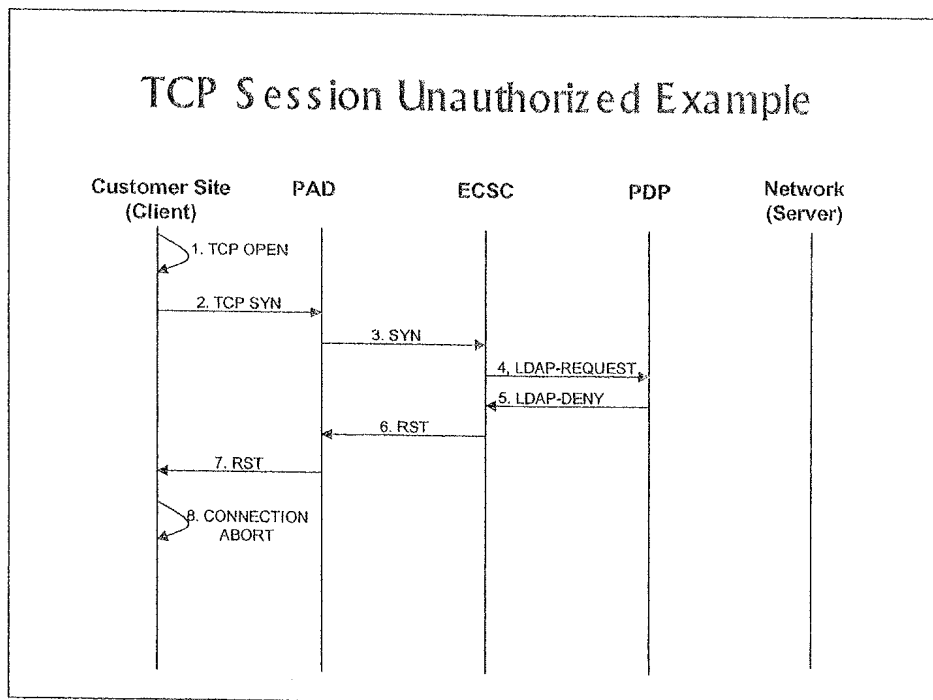 TCP Session Unauthorized Example
Customer Site
(Client)
PAD
ECSC
PDP
Network
(Server)
1. TCP OPEN
2. TCP SYN
3. SYN
4, LDAP-REQUEST
5. LDAP-DENY
6. RST
7. RST
8. CONNECTION
ABORT